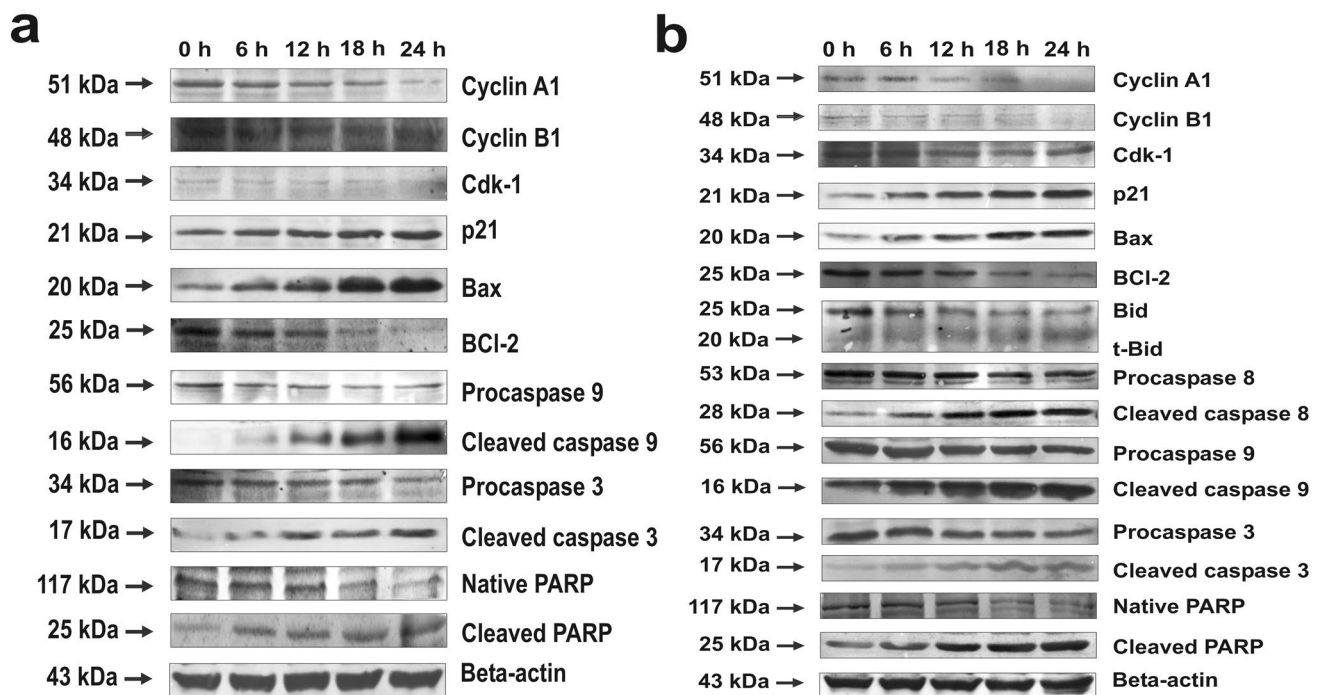 a
0 h 6 h 12 h 18 h 24 h
51 kDa → Cyclin A1
48 kDa → Cyclin B1
34 kDa → Cdk-1
21 kDa → p21
20 kDa → Bax
25 kDa → BCl-2
56 kDa → Procaspase 9
16 kDa → Cleaved caspase 9
34 kDa → Procaspase 3
17 kDa → Cleaved caspase 3
117 kDa → Native PARP
25 kDa → Cleaved PARP
43 kDa → Beta-actin
b
0 h 6 h 12 h 18 h 24 h
51 kDa → Cyclin A1
48 kDa → Cyclin B1
34 kDa → Cdk-1
21 kDa → p21
20 kDa → Bax
25 kDa → BCl-2
25 kDa → Bid
20 kDa → t-Bid
53 kDa → Procaspase 8
28 kDa → Cleaved caspase 8
56 kDa → Procaspase 9
16 kDa → Cleaved caspase 9
34 kDa → Procaspase 3
17 kDa → Cleaved caspase 3
117 kDa → Native PARP
25 kDa → Cleaved PARP
43 kDa → Beta-actin